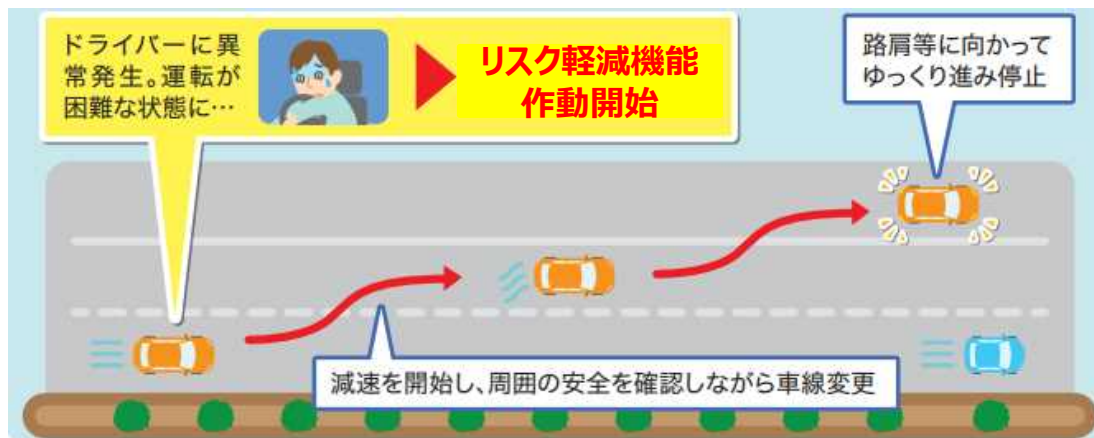 ドライバーに異
常発生。運転が
困難な状態に…
リスク軽減機能
作動開始
路肩等に向かって
ゆっくり進み停止
減速を開始し、周囲の安全を確認しながら車線変更